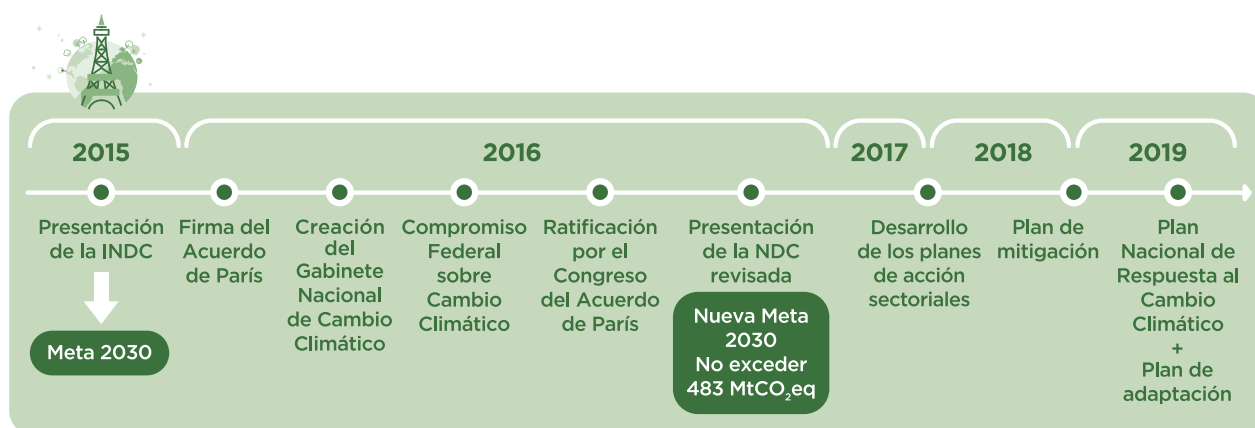 2015
2016
2017
2018
2019
Presentación
de la INDC
Meta 2030
Firma del
Acuerdo
de París
Creación
del
Gabinete
Nacional
de Cambio
Climático
Compromiso
Federal
sobre
Cambio
Climático
Ratificación
por el
Congreso
del Acuerdo
de París
Presentación
de la NDC
revisada
Nueva Meta
2030
No exceder
483 MtCO₂eq
Desarrollo
de los planes
de acción
sectoriales
Plan de
mitigación
Plan
Nacional de
Respuesta al
Cambio
Climático
+
Plan de
adaptación